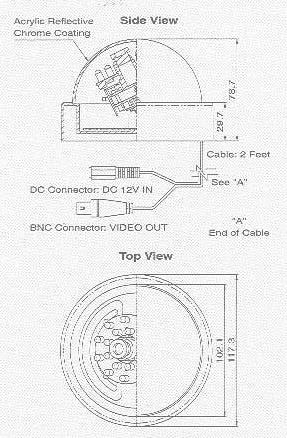 Side View
Acrylic Reflective
Chrome Coating
78.7
29.7
Cable: 2 Feet
See "A"
DC Connector: DC 12V IN
BNC Connector: VIDEO OUT
"A"
End of Cable
Top View
102.1
117.3